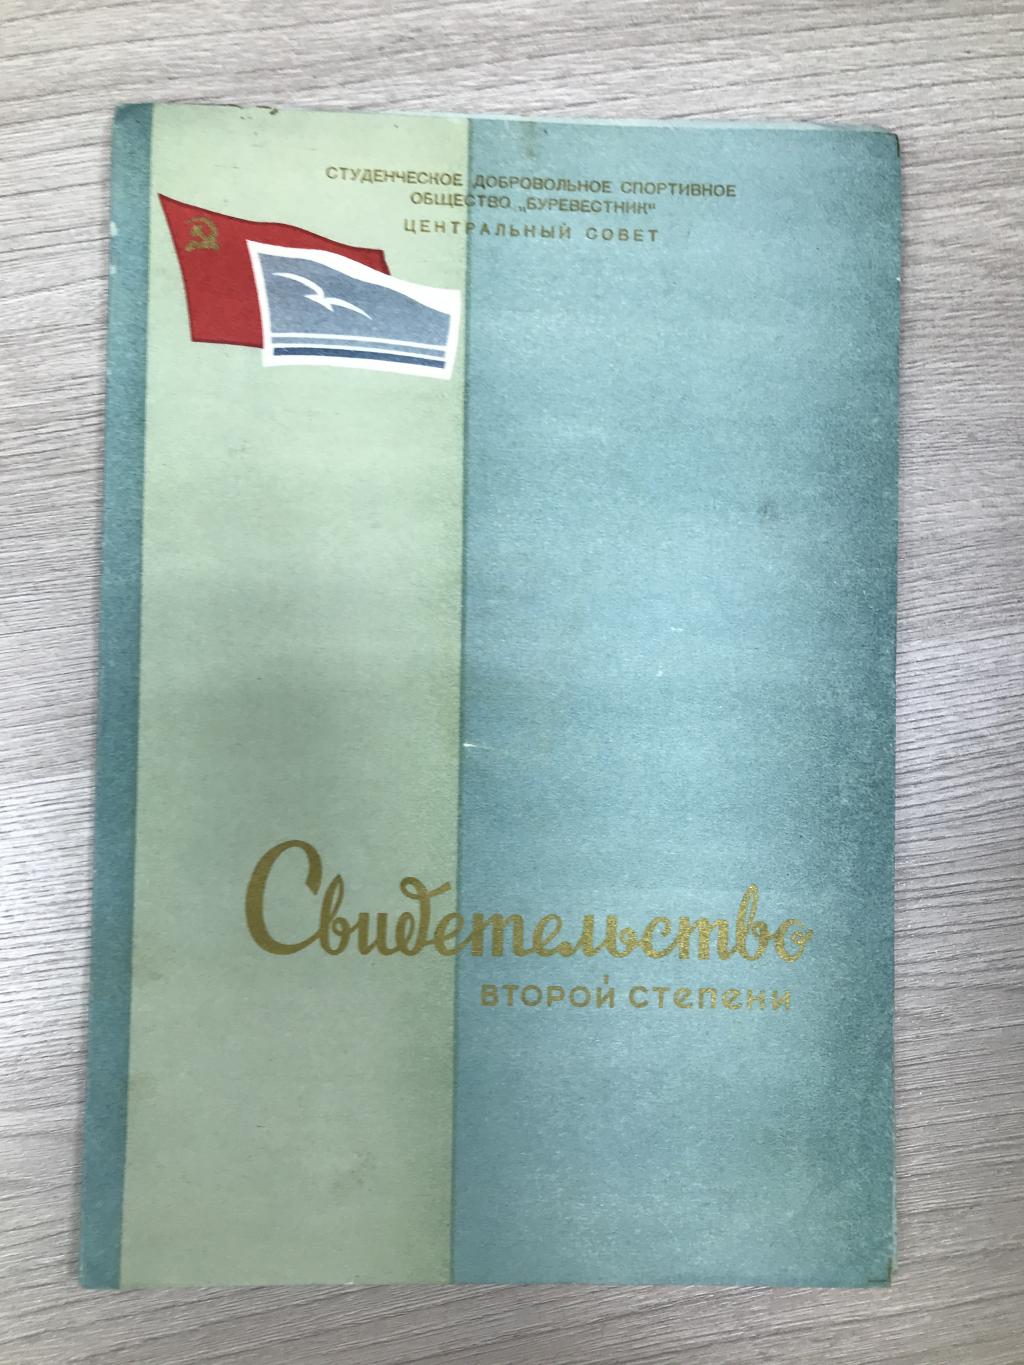 СТУДЕНЧЕСКОЕ ДОБРОВОЛЬНОЕ СПОРТИВНОЕ
ОБЩЕСТВО „БУРЕВЕСТНИК"
ЦЕНТРАЛЬНЫЙ СОВЕТ
Свидетельство
ВТОРОЙ СТЕПЕНИ